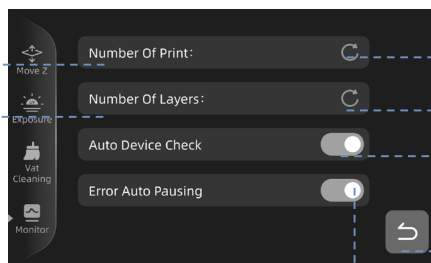 Move Z
Exposure
Vat
Cleaning
Monitor
Number Of Print:
Number Of Layers:
Auto Device Check
Error Auto Pausing